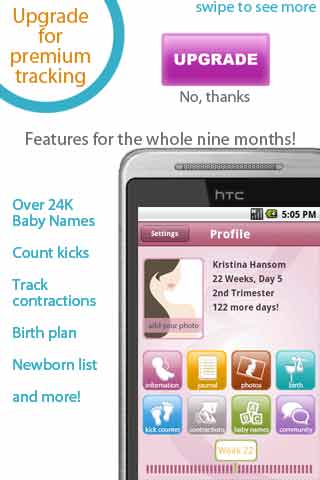 swipe to see more
Upgrade
for
premium
tracking
UPGRADE
No, thanks
Features for the whole nine months!
Over 24K
Baby Names
Count kicks
Track
contractions
Birth plan
Newborn list
and more!
hTC
5:05 PM
Settings
Profile
Kristina Hansom
22 Weeks, Day 5
2nd Trimester
122 more days!
add your photo
information
journal
photos
birth
kick counter
contractions
baby names
community
Week 22